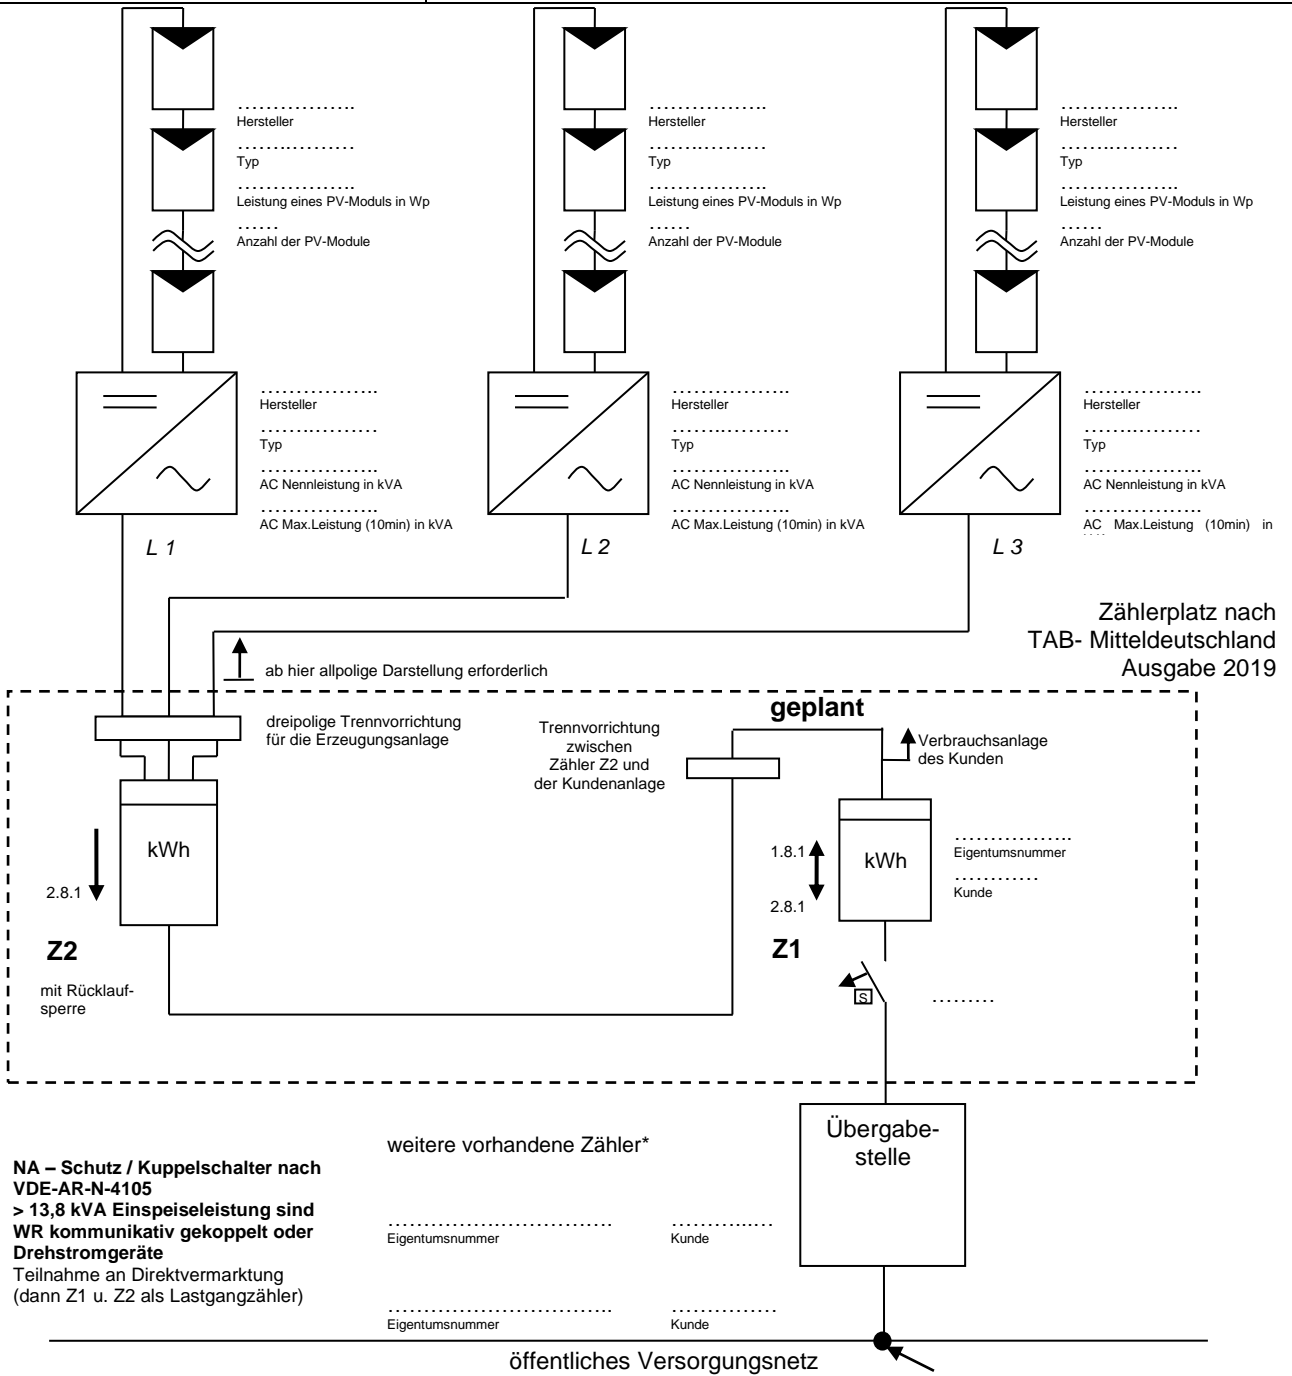 ……………..
Hersteller
……..………
Typ
……………..
Leistung eines PV-Moduls in Wp
……
Anzahl der PV-Module
……………..
Hersteller
……..………
Typ
……………..
Leistung eines PV-Moduls in Wp
……
Anzahl der PV-Module
……………..
Hersteller
……..………
Typ
……………..
Leistung eines PV-Moduls in Wp
……
Anzahl der PV-Module
……………..
Hersteller
……..………
Typ
……………..
AC Nennleistung in kVA
……………..
AC Max.Leistung (10min) in kVA
L 1
……………..
Hersteller
……..………
Typ
……………..
AC Nennleistung in kVA
……………..
AC Max.Leistung (10min) in kVA
L 2
……………..
Hersteller
……..………
Typ
……………..
AC Nennleistung in kVA
……………..
AC Max.Leistung (10min) in
L 3
Zählerplatz nach
TAB- Mitteldeutschland
Ausgabe 2019
ab hier allpolige Darstellung erforderlich
dreipolige Trennvorrichtung
für die Erzeugungsanlage
Trennvorrichtung
zwischen
Zähler Z2 und
der Kundenanlage
geplant
Verbrauchsanlage
des Kunden
kWh
2.8.1
Z2
mit Rücklauf-
sperre
1.8.1
kWh
2.8.1
Z1
……………..
Eigentumsnummer
…………
Kunde
S
………
Übergabe-
stelle
weitere vorhandene Zähler*
NA – Schutz / Kuppelschalter nach
VDE-AR-N-4105
> 13,8 kVA Einspeiseleistung sind
WR kommunikativ gekoppelt oder
Drehstromgeräte
Teilnahme an Direktvermarktung
(dann Z1 u. Z2 als Lastgangzähler)
……………………………. ………...…
Eigentumsnummer Kunde
…………………………….. ……………
Eigentumsnummer Kunde
öffentliches Versorgungsnetz